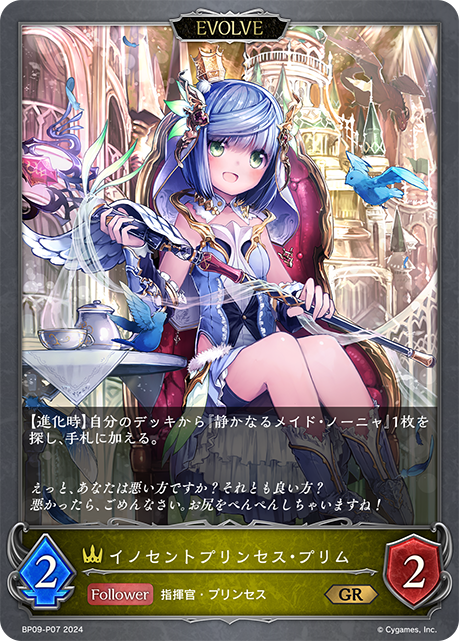 EVOLVE
【進化時】自分のデッキから『静かなるメイド・ノーニャ』1枚を
探し、手札に加える。
えっと、あなたは悪い方ですか？それとも良い方？
悪かったら、ごめんなさい。お尻をぺんぺんしちゃいますね！
イノセントプリンセス・プリム
2
2
Follower 指揮官・プリンセス GR
BP09-P07 2024 © Cygames, Inc.